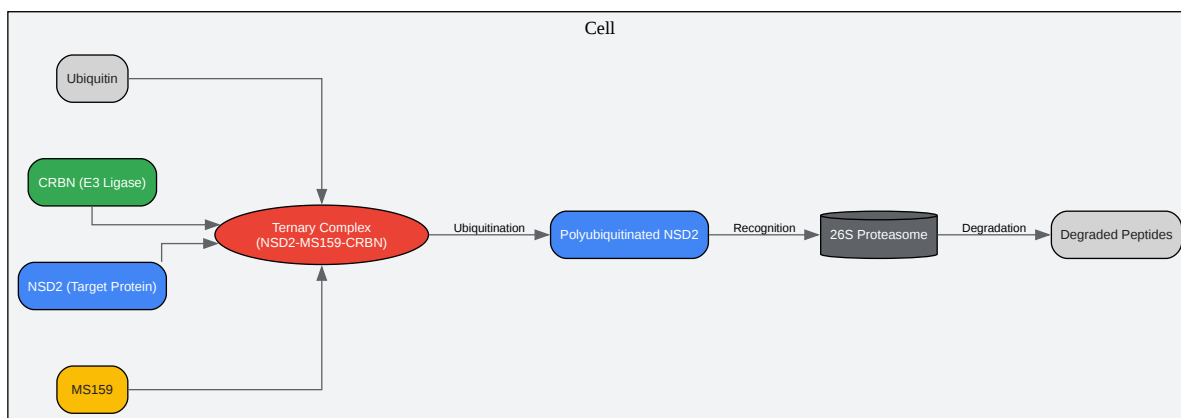 Cell
Ubiquitin
CRBN (E3 Ligase)
NSD2 (Target Protein)
MS159
Ternary Complex
(NSD2-MS159-CRBN)
Ubiquitination
Polyubiquitinated NSD2
Recognition
26S Proteasome
Degradation
Degraded Peptides